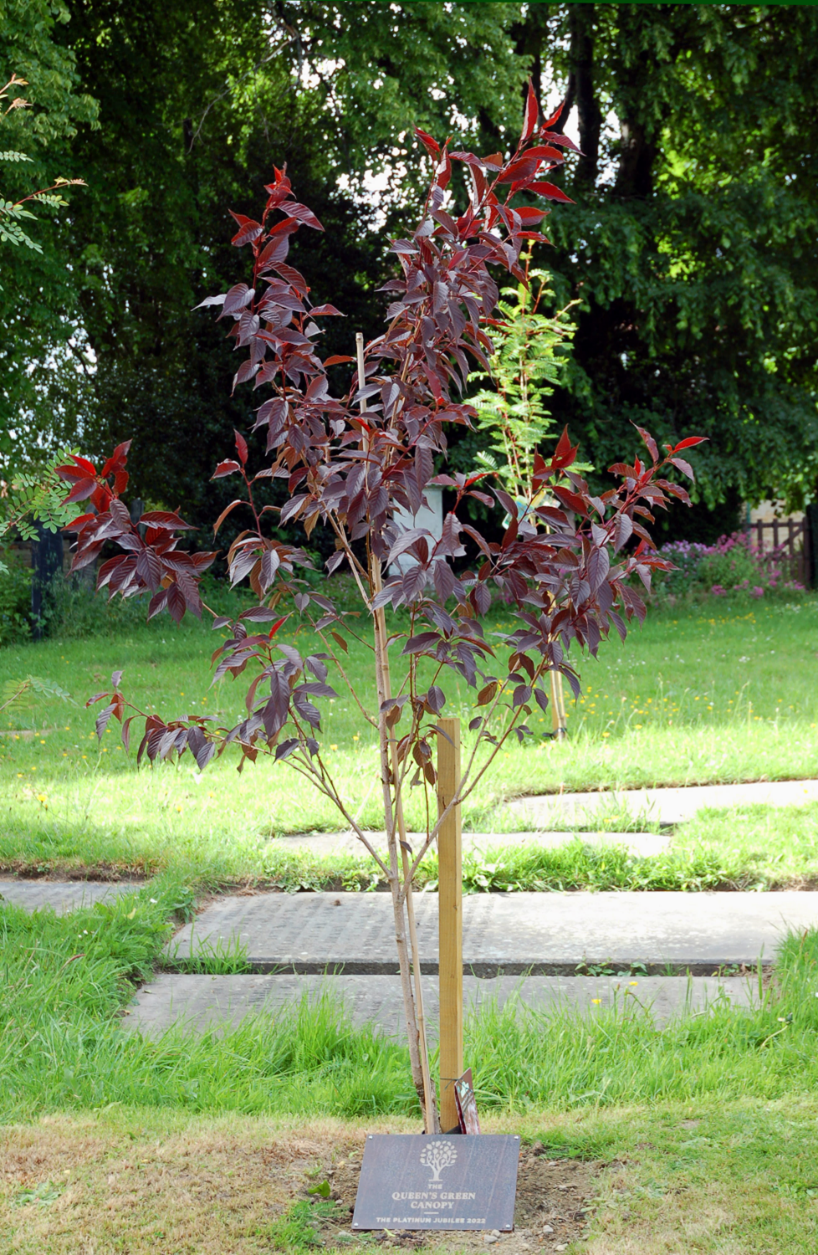 THE
QUEEN'S GREEN
CANOPY
THE PLATINUM JUBILEE 2022